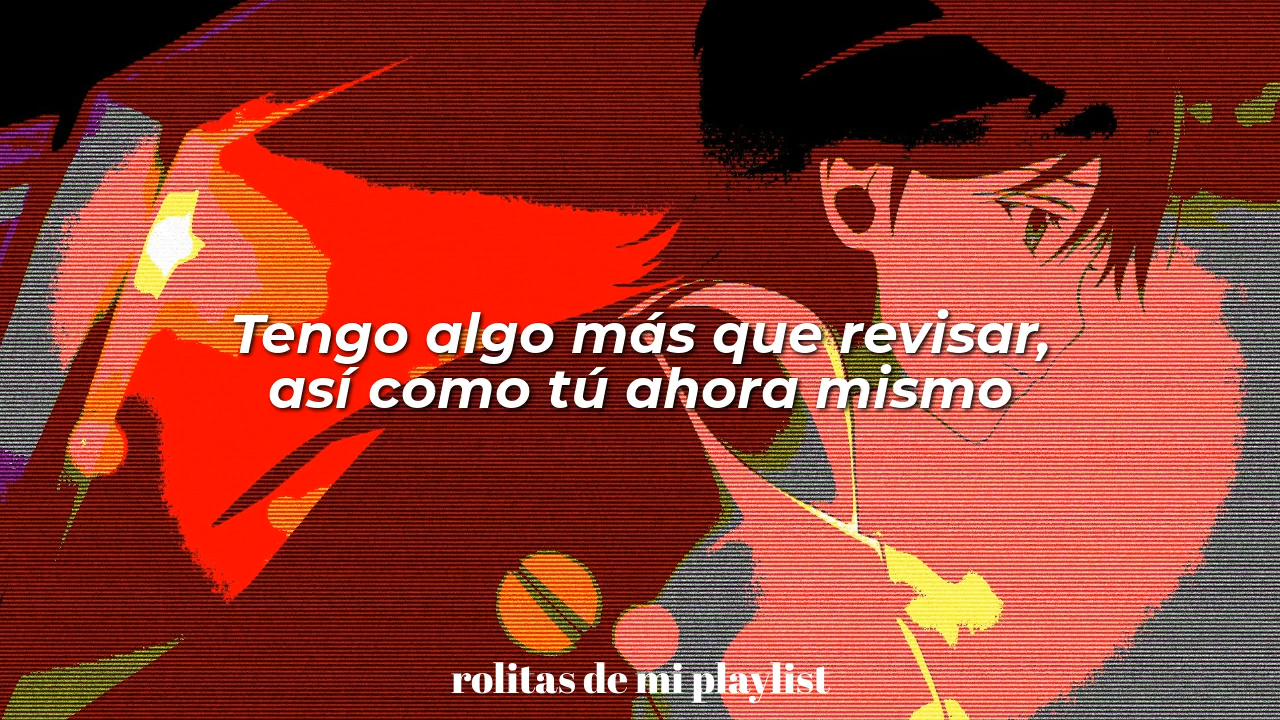 Tengo algo más que revisar,
así como tú ahora mismo
rolitas de mi playlist